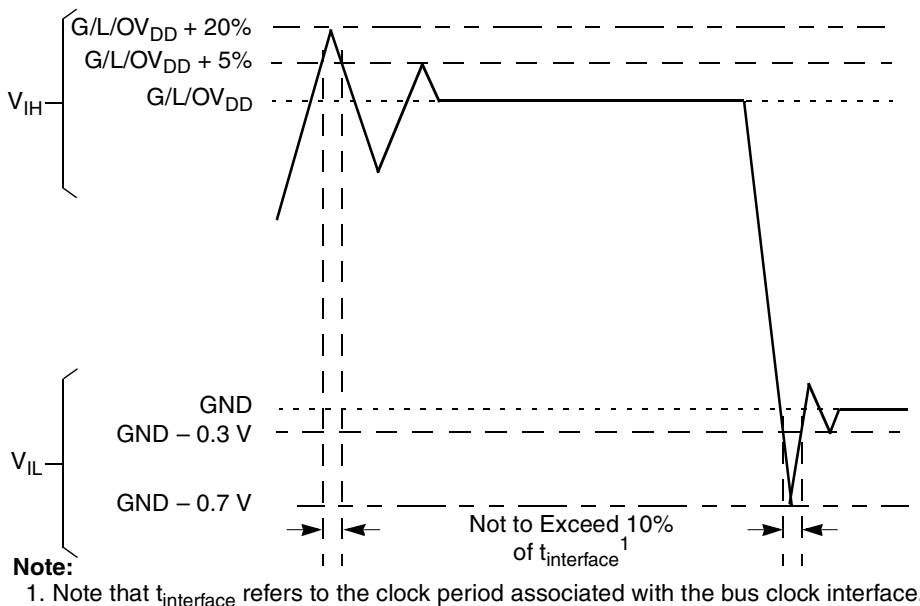 G/L/OVDD + 20%
G/L/OVDD + 5%
G/L/OVDD
VIH
GND
GND – 0.3 V
VIL
GND – 0.7 V
Not to Exceed 10%
of tinterface1
Note:
1. Note that tinterface refers to the clock period associated with the bus clock interface.